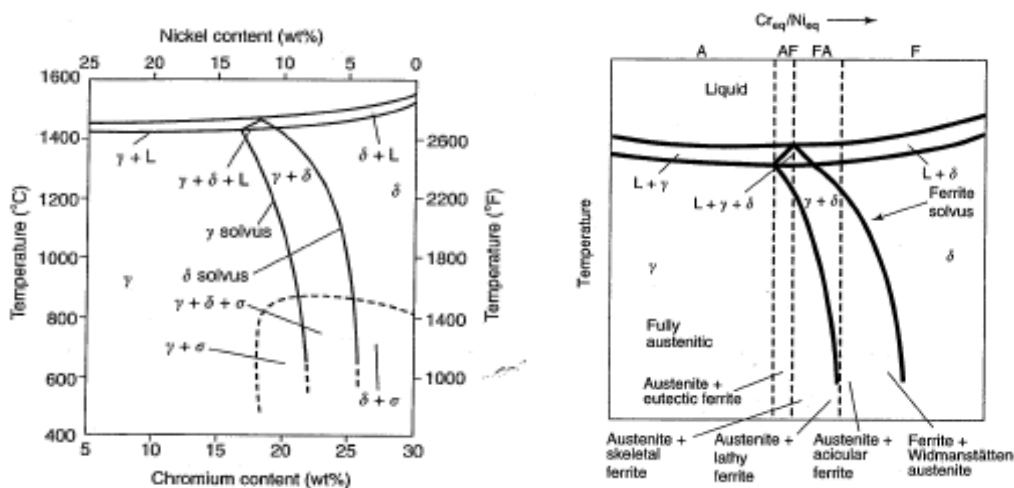 Nickel content (wt%)
25 20 15 10 5 0
1600
1400
1200
1000
800
600
400
Temperature (°C)
γ + L
γ + δ + L
γ + δ
δ + L
δ
γ solvus
δ solvus
γ
γ + δ + σ
γ + σ
δ + σ
2600
2200
1800
1400
1000
Temperature (°F)
5 10 15 20 25 30
Chromium content (wt%)
Creq/Nieq
A AF FA F
Liquid
L + γ
L + γ + δ
γ + δ
L + δ
Ferrite
solvus
Temperature
γ
δ
Fully
austenitic
Austenite +
eutectic ferrite
Austenite +
skeletal
ferrite
Austenite +
lathy
ferrite
Austenite +
acicular
ferrite
Ferrite +
Widmanstätten
austenite